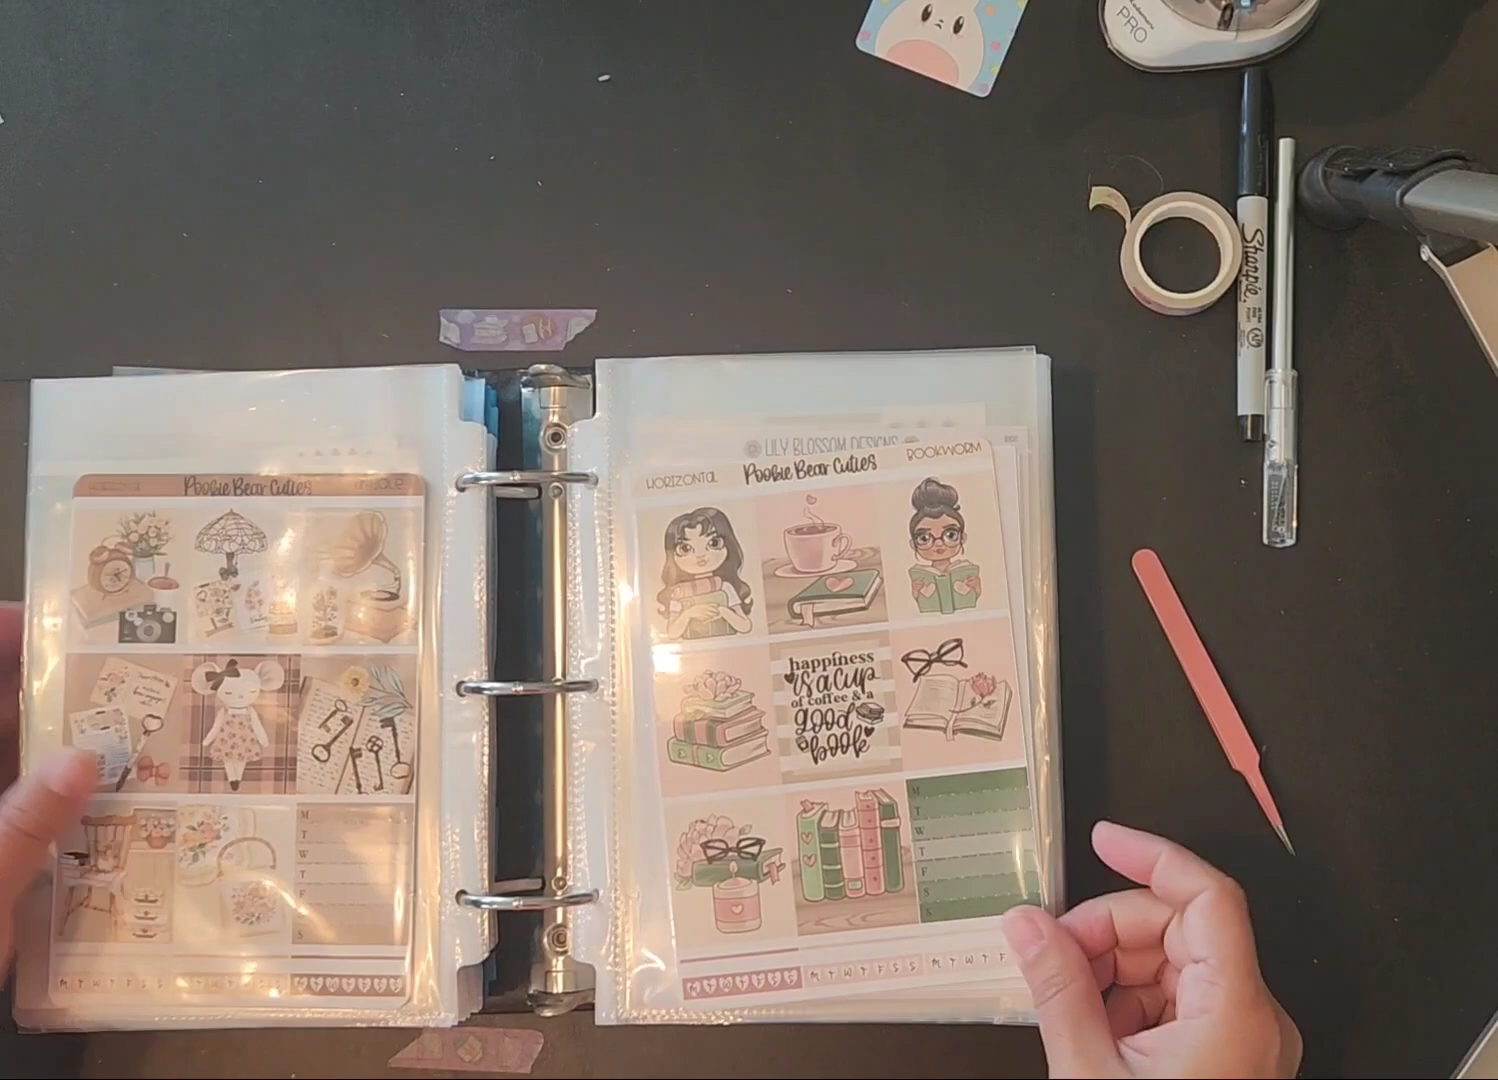 PRO
Sharpie
LILY BLOSSOM DESIGNS
HORIZONTAL
Poobie Bear Cuties
BOOKWORM
HORIZONTAL
Poobie Bear Cuties
happiness
is a cup
of coffee & a
good
book
M
T
W
T
F
S
S
M
T
W
T
F
S
M T W T F S S
M T W T F S S
M T W T F S S
M T W T F S S
M T W T F S S
M T W T F